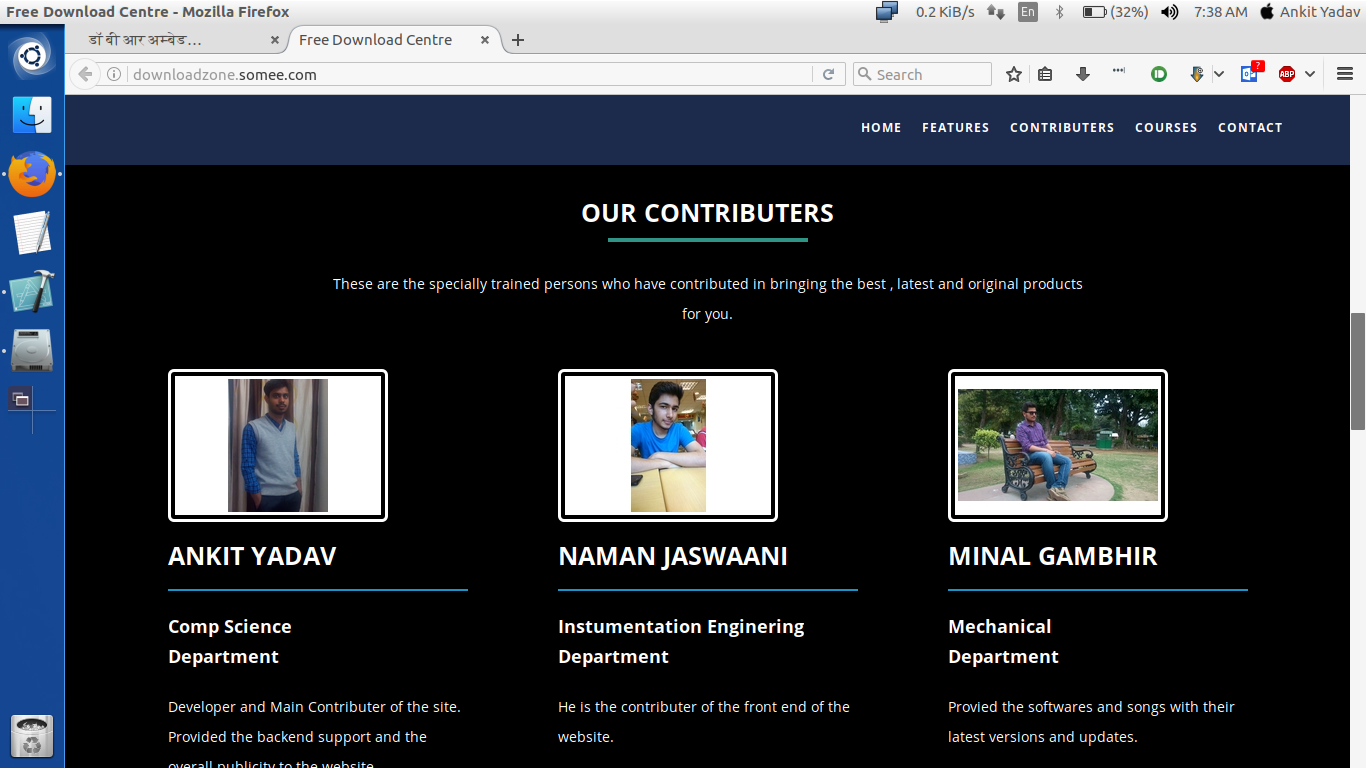 Free Download Centre - Mozilla Firefox
0.2 KiB/s
En
(32%)
7:38 AM
Ankit Yadav
डॉ बी आर अम्बेड...
Free Download Centre
downloadzone.somee.com
Search
?
ABP
HOME
FEATURES
CONTRIBUTERS
COURSES
CONTACT
OUR CONTRIBUTERS
These are the specially trained persons who have contributed in bringing the best , latest and original products
for you.
ANKIT YADAV
Comp Science
Department
Developer and Main Contributer of the site.
Provided the backend support and the
overall publicity to the website.
NAMAN JASWAANI
Instumentation Enginering
Department
He is the contributer of the front end of the
website.
MINAL GAMBHIR
Mechanical
Department
Provied the softwares and songs with their
latest versions and updates.